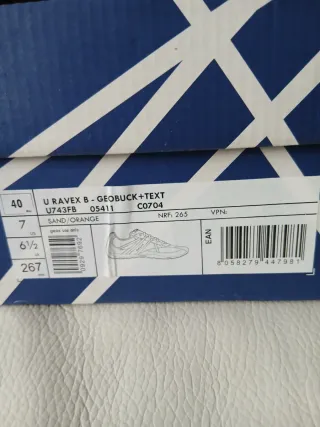 40
7
6½
267
U RAVEX B - GEOBUCK+TEXT
U743FB 05411 C0704
SAND/ORANGE
NRF: 265 VPN:
EAN
8 058279 447981